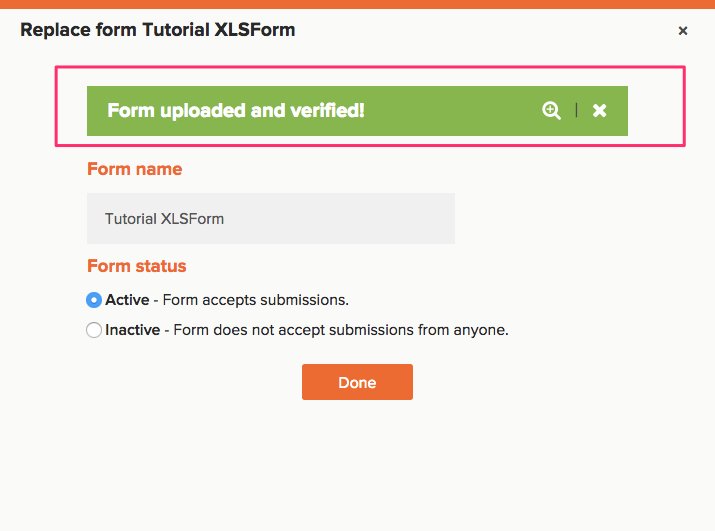 Replace form Tutorial XLSForm
Form uploaded and verified!
Form name
Tutorial XLSForm
Form status
Active - Form accepts submissions.
Inactive - Form does not accept submissions from anyone.
Done